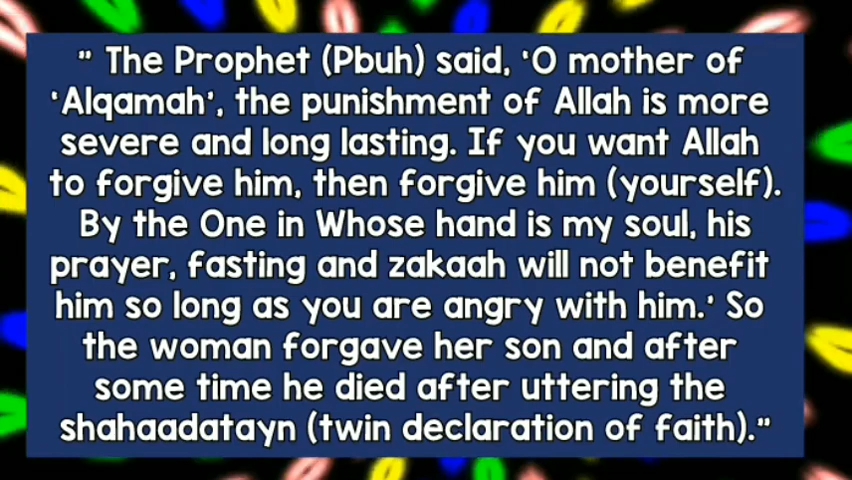 " The Prophet (Pbuh) said, 'O mother of
'Alqamah', the punishment of Allah is more
severe and long lasting. If you want Allah
to forgive him, then forgive him (yourself).
By the One in Whose hand is my soul, his
prayer, fasting and zakaah will not benefit
him so long as you are angry with him.' So
the woman forgave her son and after
some time he died after uttering the
shahaadatayn (twin declaration of faith)."